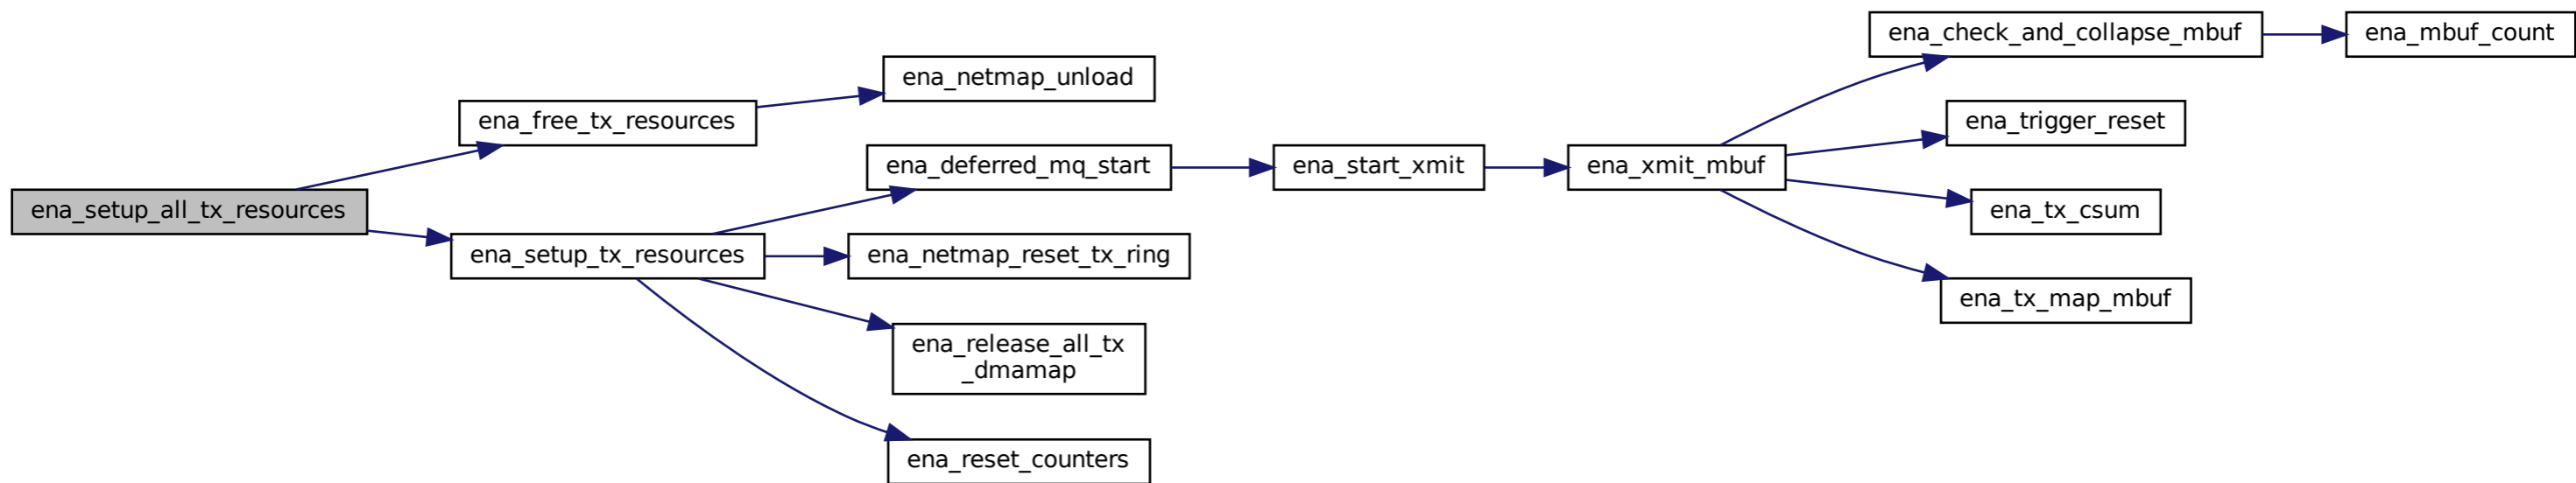 ena_setup_all_tx_resources
ena_free_tx_resources
ena_netmap_unload
ena_setup_tx_resources
ena_deferred_mq_start
ena_start_xmit
ena_xmit_mbuf
ena_check_and_collapse_mbuf
ena_mbuf_count
ena_trigger_reset
ena_tx_csum
ena_tx_map_mbuf
ena_netmap_reset_tx_ring
ena_release_all_tx
_dmamap
ena_reset_counters